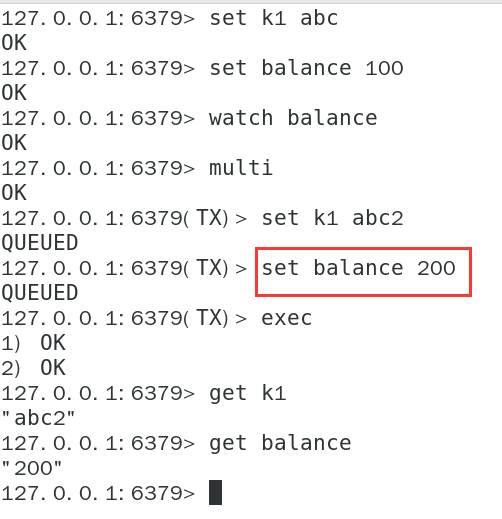 127.0.0.1:6379> set k1 abc
OK
127.0.0.1:6379> set balance 100
OK
127.0.0.1:6379> watch balance
OK
127.0.0.1:6379> multi
OK
127.0.0.1:6379(TX)> set k1 abc2
QUEUED
127.0.0.1:6379(TX)> set balance 200
QUEUED
127.0.0.1:6379(TX)> exec
1) OK
2) OK
127.0.0.1:6379> get k1
"abc2"
127.0.0.1:6379> get balance
"200"
127.0.0.1:6379>